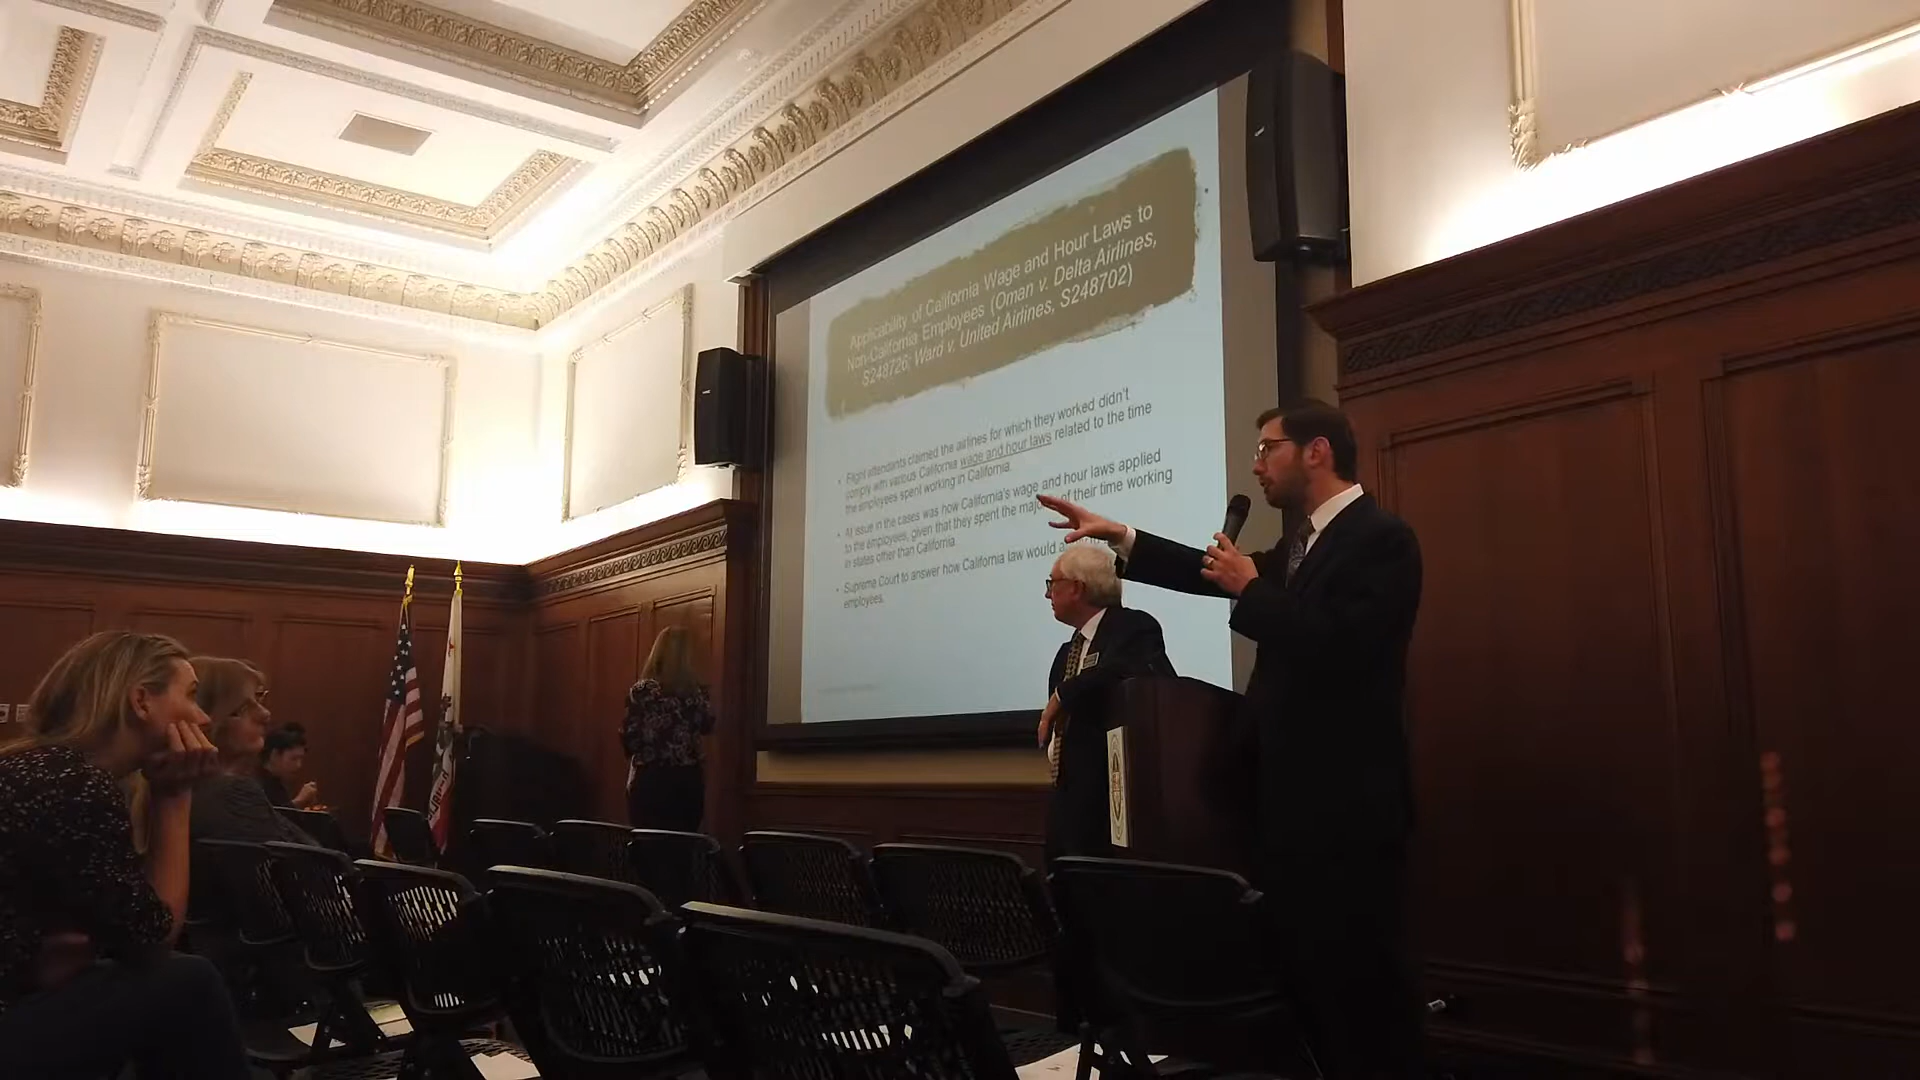 Applicability of California Wage and Hour Laws to
Non-California Employees (Oman v. Delta Airlines,
S248726; Ward v. United Airlines, S248702)
• Flight attendants claimed the airlines for which they worked didn't
comply with various California wage and hour laws related to the time
the employees spent working in California.
• At issue in the cases was how California's wage and hour laws applied
to the employees, given that they spent the of their time working
in states other than California.
• Supreme Court to answer how California law would
employees.